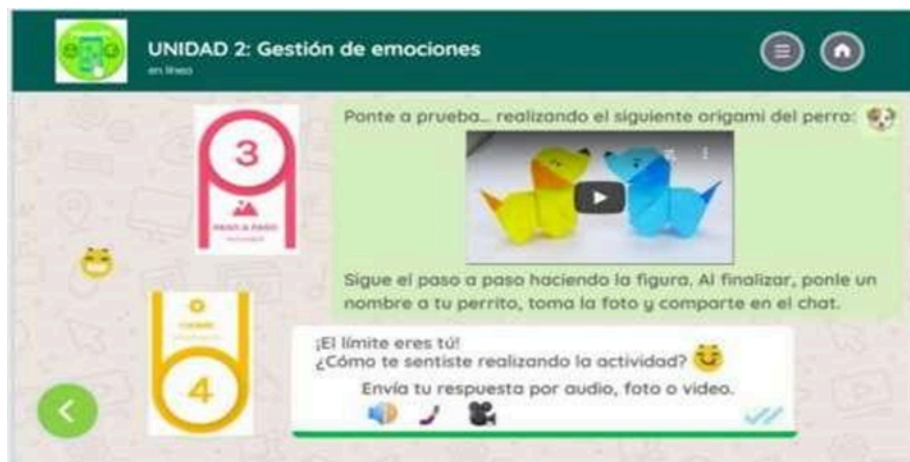 UNIDAD 2: Gestión de emociones
en línea
Ponte a prueba... realizando el siguiente origami del perro:
3
PASO A PASO
Sigue el paso a paso haciendo la figura. Al finalizar, ponle un
nombre a tu perrito, toma la foto y comparte en el chat.
¡El límite eres tú!
¿Cómo te sentiste realizando la actividad?
4
Envía tu respuesta por audio, foto o video.